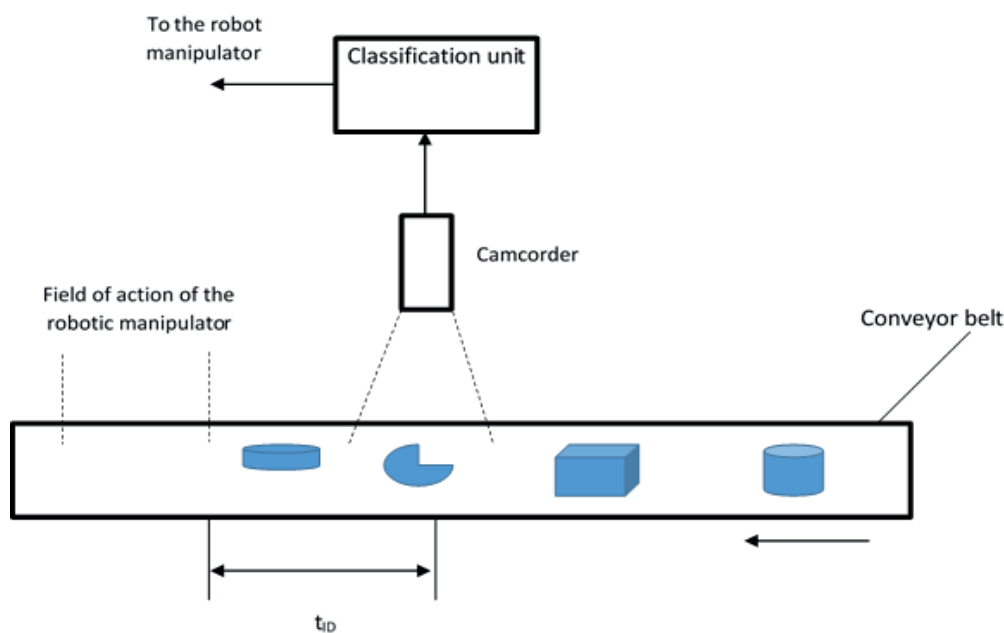 To the robot
manipulator
Classification unit
Camcorder
Field of action of the
robotic manipulator
Conveyor belt
tID